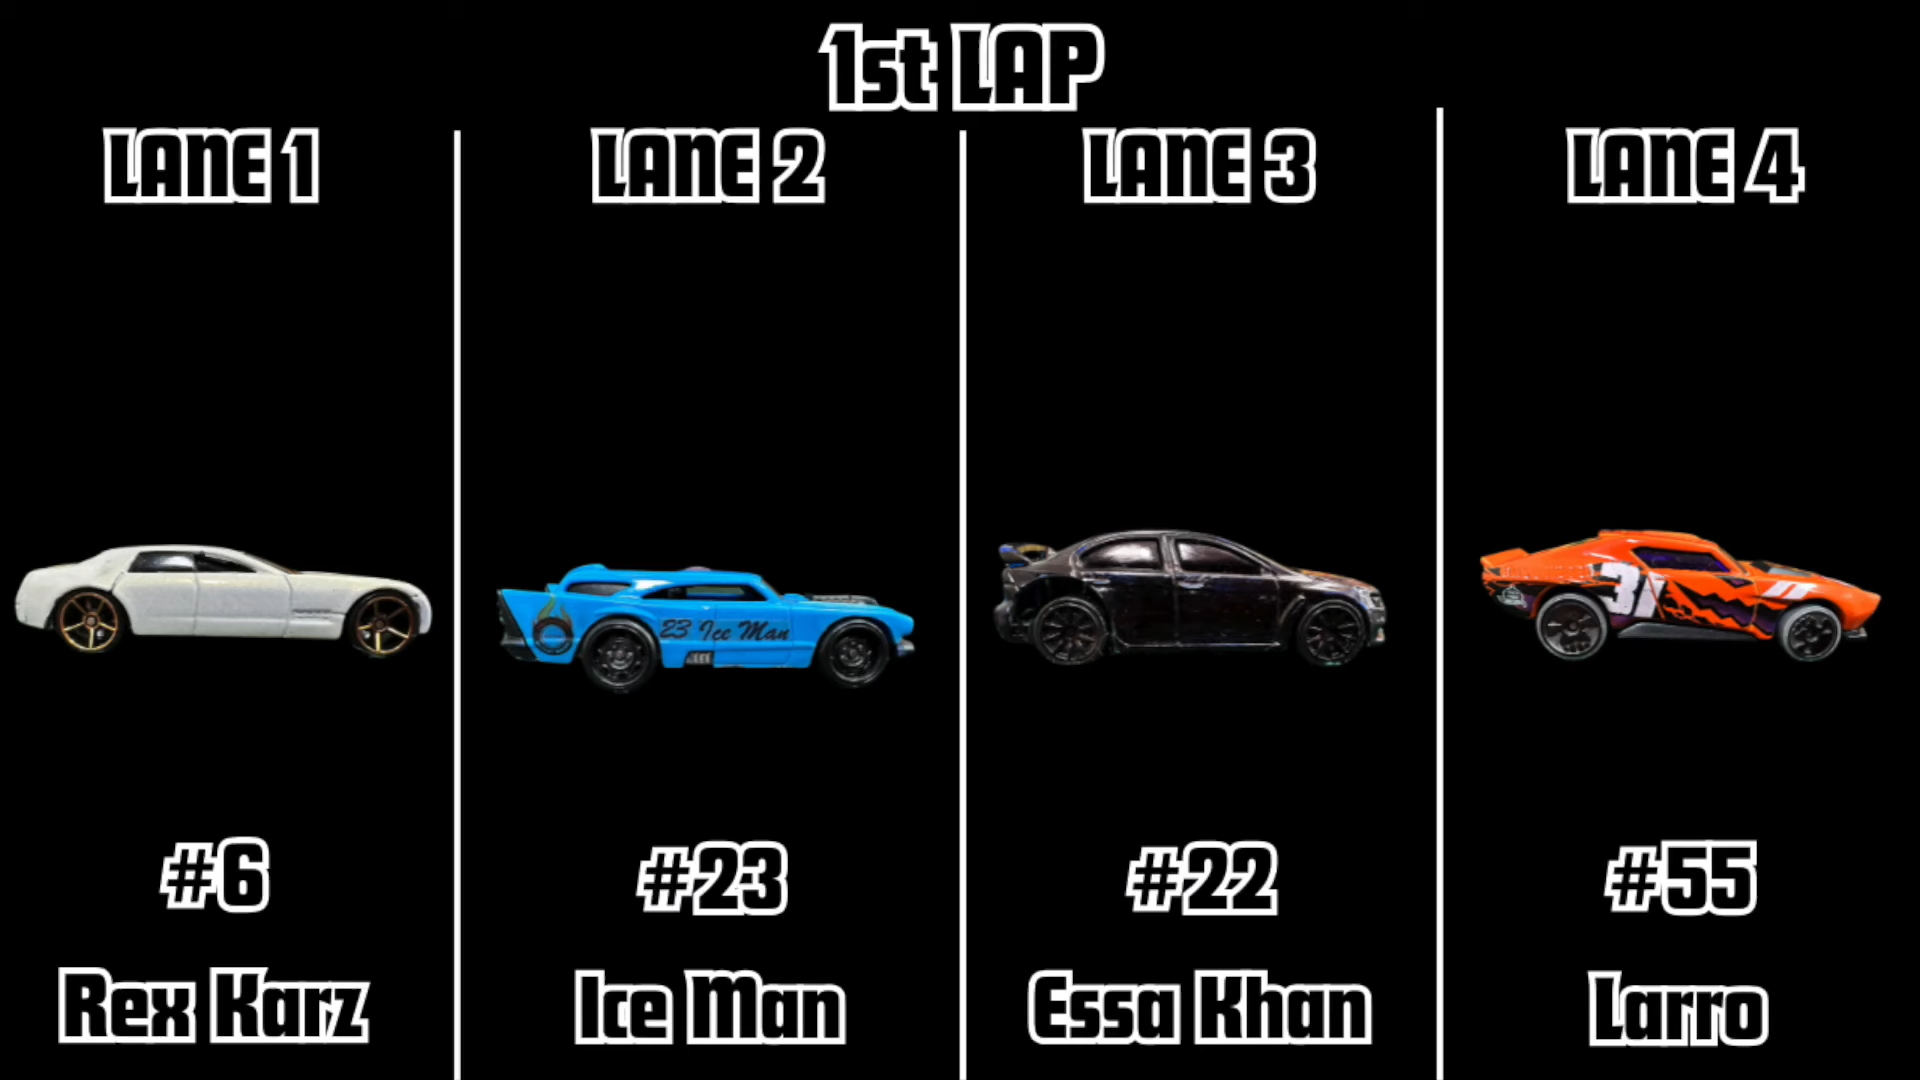 1st LAP
LANE 1
LANE 2
LANE 3
LANE 4
23 Ice Man
31
#6
#23
#22
#55
Rex Karz
Ice Man
Essa Khan
Larro